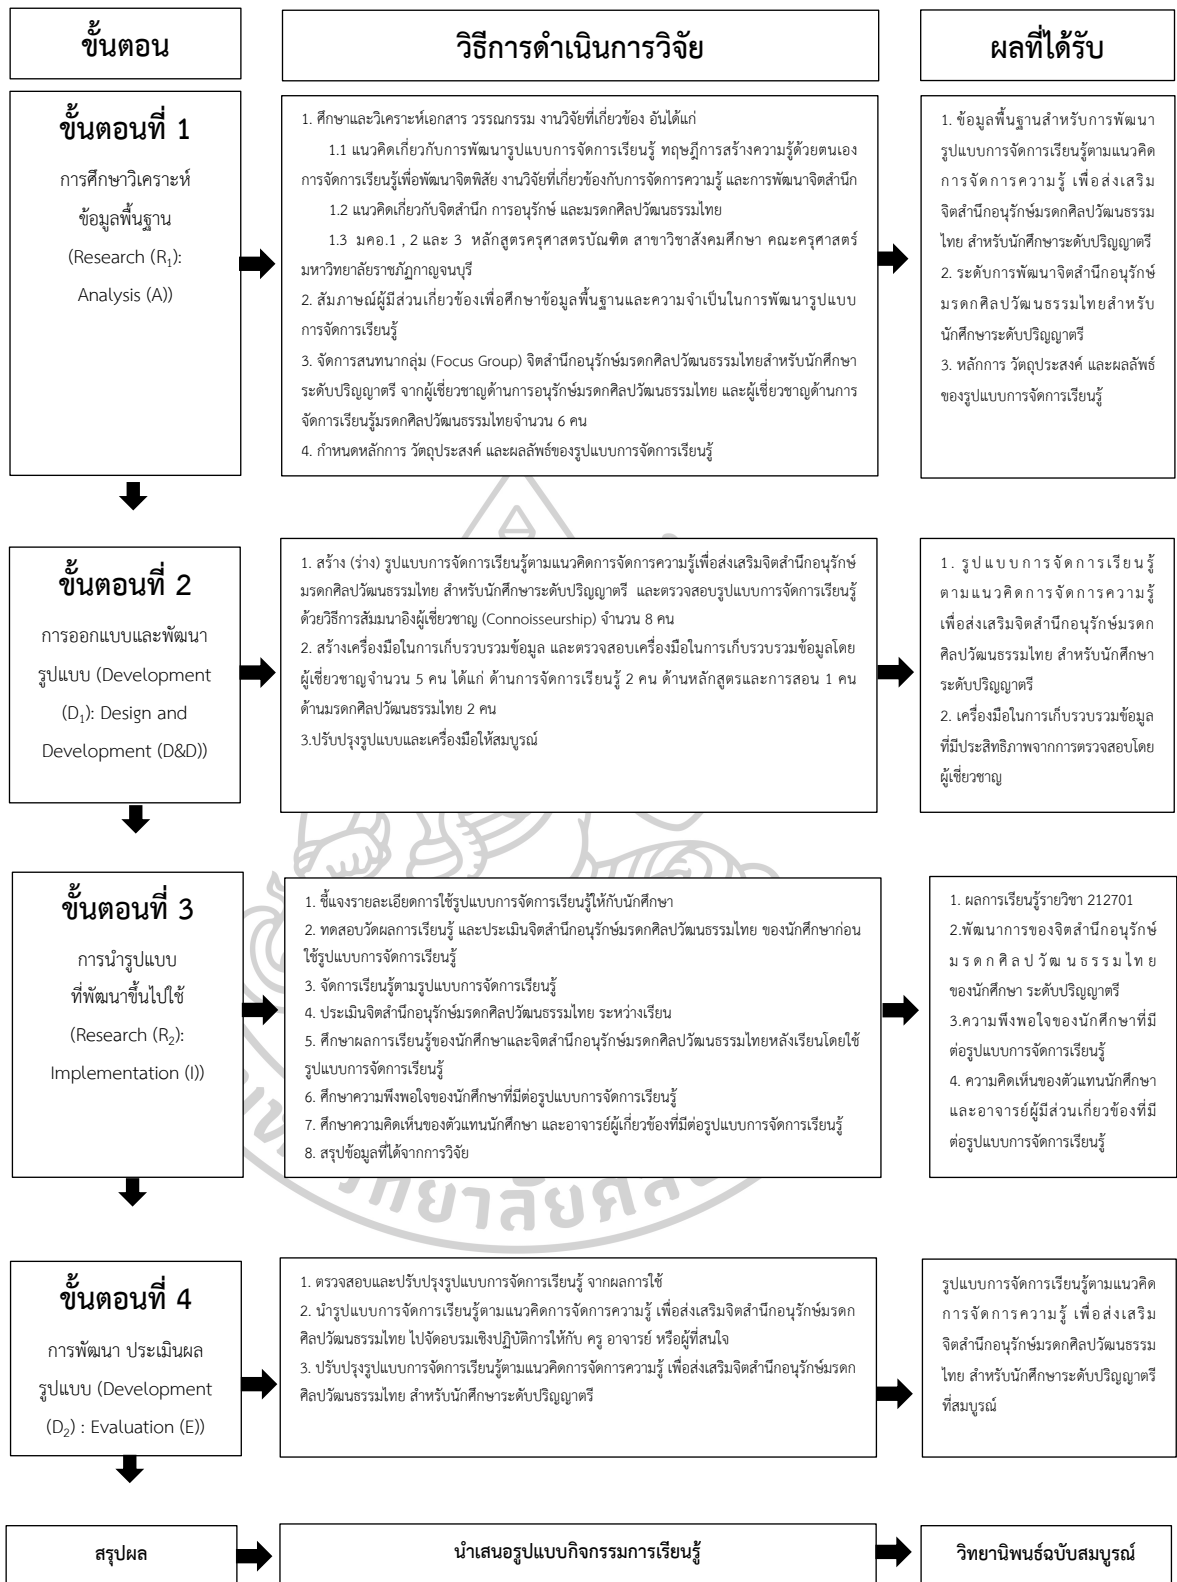 ขั้นตอน
วิธีการดำเนินการวิจัย
ผลที่ได้รับ
ขั้นตอนที่ 1
การศึกษาวิเคราะห์
ข้อมูลพื้นฐาน
(Research (R1):
Analysis (A))
1. ศึกษาและวิเคราะห์เอกสาร วรรณกรรม งานวิจัยที่เกี่ยวข้อง อันได้แก่
1.1 แนวคิดเกี่ยวกับการพัฒนารูปแบบการจัดการเรียนรู้ ทฤษฎีการสร้างความรู้ด้วยตนเอง
การจัดการเรียนรู้เพื่อพัฒนาจิตพิสัย งานวิจัยที่เกี่ยวข้องกับการจัดการความรู้ และการพัฒนาจิตสำนึก
1.2 แนวคิดเกี่ยวกับจิตสำนึก การอนุรักษ์ และมรดกศิลปวัฒนธรรมไทย
1.3 มคอ.1 , 2 และ 3 หลักสูตรครุศาสตรบัณฑิต สาขาวิชาสังคมศึกษา คณะครุศาสตร์
มหาวิทยาลัยราชภัฏกาญจนบุรี
2. สัมภาษณ์ผู้มีส่วนเกี่ยวข้องเพื่อศึกษาข้อมูลพื้นฐานและความจำเป็นในการพัฒนารูปแบบ
การจัดการเรียนรู้
3. จัดการสนทนากลุ่ม (Focus Group) จิตสำนึกอนุรักษ์มรดกศิลปวัฒนธรรมไทยสำหรับนักศึกษา
ระดับปริญญาตรี จากผู้เชี่ยวชาญด้านการอนุรักษ์มรดกศิลปวัฒนธรรมไทย และผู้เชี่ยวชาญด้านการ
จัดการเรียนรู้มรดกศิลปวัฒนธรรมไทยจำนวน 6 คน
4. กำหนดหลักการ วัตถุประสงค์ และผลลัพธ์ของรูปแบบการจัดการเรียนรู้
1. ข้อมูลพื้นฐานสำหรับการพัฒนา
รูปแบบการจัดการเรียนรู้ตามแนวคิด
การจัดการความรู้ เพื่อส่งเสริม
จิตสำนึกอนุรักษ์มรดกศิลปวัฒนธรรม
ไทย สำหรับนักศึกษาระดับปริญญาตรี
2. ระดับการพัฒนาจิตสำนึกอนุรักษ์
มรดกศิลปวัฒนธรรมไทยสำหรับ
นักศึกษาระดับปริญญาตรี
3. หลักการ วัตถุประสงค์ และผลลัพธ์
ของรูปแบบการจัดการเรียนรู้
ขั้นตอนที่ 2
การออกแบบและพัฒนา
รูปแบบ (Development
(D1): Design and
Development (D&D))
1. สร้าง (ร่าง) รูปแบบการจัดการเรียนรู้ตามแนวคิดการจัดการความรู้เพื่อส่งเสริมจิตสำนึกอนุรักษ์
มรดกศิลปวัฒนธรรมไทย สำหรับนักศึกษาระดับปริญญาตรี และตรวจสอบรูปแบบการจัดการเรียนรู้
ด้วยวิธีการสัมมนาอิงผู้เชี่ยวชาญ (Connoisseurship) จำนวน 8 คน
2. สร้างเครื่องมือในการเก็บรวบรวมข้อมูล และตรวจสอบเครื่องมือในการเก็บรวบรวมข้อมูลโดย
ผู้เชี่ยวชาญจำนวน 5 คน ได้แก่ ด้านการจัดการเรียนรู้ 2 คน ด้านหลักสูตรและการสอน 1 คน
ด้านมรดกศิลปวัฒนธรรมไทย 2 คน
3.ปรับปรุงรูปแบบและเครื่องมือให้สมบูรณ์
1. รูปแบบการจัดการเรียนรู้
ตามแนวคิดการจัดการความรู้
เพื่อส่งเสริมจิตสำนึกอนุรักษ์มรดก
ศิลปวัฒนธรรมไทย สำหรับนักศึกษา
ระดับปริญญาตรี
2. เครื่องมือในการเก็บรวบรวมข้อมูล
ที่มีประสิทธิภาพจากการตรวจสอบโดย
ผู้เชี่ยวชาญ
ขั้นตอนที่ 3
การนำรูปแบบ
ที่พัฒนาขึ้นไปใช้
(Research (R2):
Implementation (I))
1. ชี้แจงรายละเอียดการใช้รูปแบบการจัดการเรียนรู้ให้กับนักศึกษา
2. ทดสอบวัดผลการเรียนรู้ และประเมินจิตสำนึกอนุรักษ์มรดกศิลปวัฒนธรรมไทย ของนักศึกษาก่อน
ใช้รูปแบบการจัดการเรียนรู้
3. จัดการเรียนรู้ตามรูปแบบการจัดการเรียนรู้
4. ประเมินจิตสำนึกอนุรักษ์มรดกศิลปวัฒนธรรมไทย ระหว่างเรียน
5. ศึกษาผลการเรียนรู้ของนักศึกษาและจิตสำนึกอนุรักษ์มรดกศิลปวัฒนธรรมไทยหลังเรียนโดยใช้
รูปแบบการจัดการเรียนรู้
6. ศึกษาความพึงพอใจของนักศึกษาที่มีต่อรูปแบบการจัดการเรียนรู้
7. ศึกษาความคิดเห็นของตัวแทนนักศึกษา และอาจารย์ผู้เกี่ยวข้องที่มีต่อรูปแบบการจัดการเรียนรู้
8. สรุปข้อมูลที่ได้จากการวิจัย
1. ผลการเรียนรู้รายวิชา 212701
2.พัฒนาการของจิตสำนึกอนุรักษ์
มรดกศิลปวัฒนธรรมไทย
ของนักศึกษา ระดับปริญญาตรี
3.ความพึงพอใจของนักศึกษาที่มี
ต่อรูปแบบการจัดการเรียนรู้
4. ความคิดเห็นของตัวแทนนักศึกษา
และอาจารย์ผู้มีส่วนเกี่ยวข้องที่มี
ต่อรูปแบบการจัดการเรียนรู้
ขั้นตอนที่ 4
การพัฒนา ประเมินผล
รูปแบบ (Development
(D2) : Evaluation (E))
1. ตรวจสอบและปรับปรุงรูปแบบการจัดการเรียนรู้ จากผลการใช้
2. นำรูปแบบการจัดการเรียนรู้ตามแนวคิดการจัดการความรู้ เพื่อส่งเสริมจิตสำนึกอนุรักษ์มรดก
ศิลปวัฒนธรรมไทย ไปจัดอบรมเชิงปฏิบัติการให้กับ ครู อาจารย์ หรือผู้ที่สนใจ
3. ปรับปรุงรูปแบบการจัดการเรียนรู้ตามแนวคิดการจัดการความรู้ เพื่อส่งเสริมจิตสำนึกอนุรักษ์มรดก
ศิลปวัฒนธรรมไทย สำหรับนักศึกษาระดับปริญญาตรี
รูปแบบการจัดการเรียนรู้ตามแนวคิด
การจัดการความรู้ เพื่อส่งเสริม
จิตสำนึกอนุรักษ์มรดกศิลปวัฒนธรรม
ไทย สำหรับนักศึกษาระดับปริญญาตรี
ที่สมบูรณ์
สรุปผล
นำเสนอรูปแบบกิจกรรมการเรียนรู้
วิทยานิพนธ์ฉบับสมบูรณ์